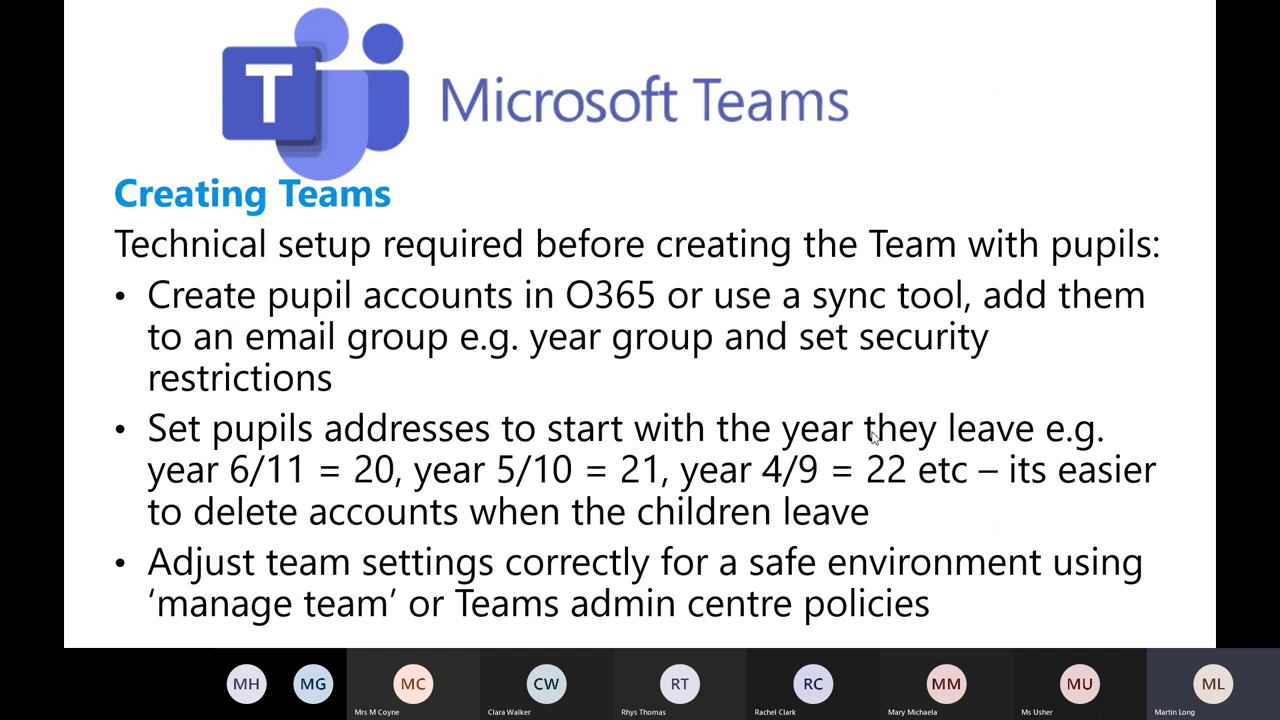 T
Microsoft Teams
Creating Teams
Technical setup required before creating the Team with pupils:
• Create pupil accounts in O365 or use a sync tool, add them
to an email group e.g. year group and set security
restrictions
• Set pupils addresses to start with the year they leave e.g.
year 6/11 = 20, year 5/10 = 21, year 4/9 = 22 etc – its easier
to delete accounts when the children leave
• Adjust team settings correctly for a safe environment using
‘manage team’ or Teams admin centre policies
MH MG MC CW RT RC MM MU ML
Mrs M Coyne Clara Walker Rhys Thomas Rachel Clark Mary Michaela Ms Usher Martin Long